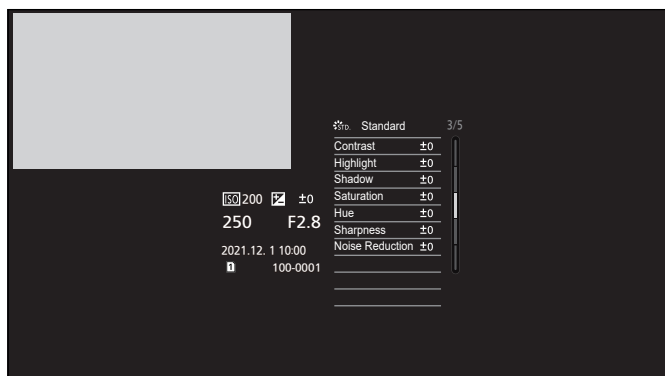 STD. Standard 3/5
Contrast ±0
Highlight ±0
Shadow ±0
Saturation ±0
Hue ±0
Sharpness ±0
Noise Reduction ±0
ISO 200 ±0
250 F2.8
2021.12. 1 10:00
1 100-0001